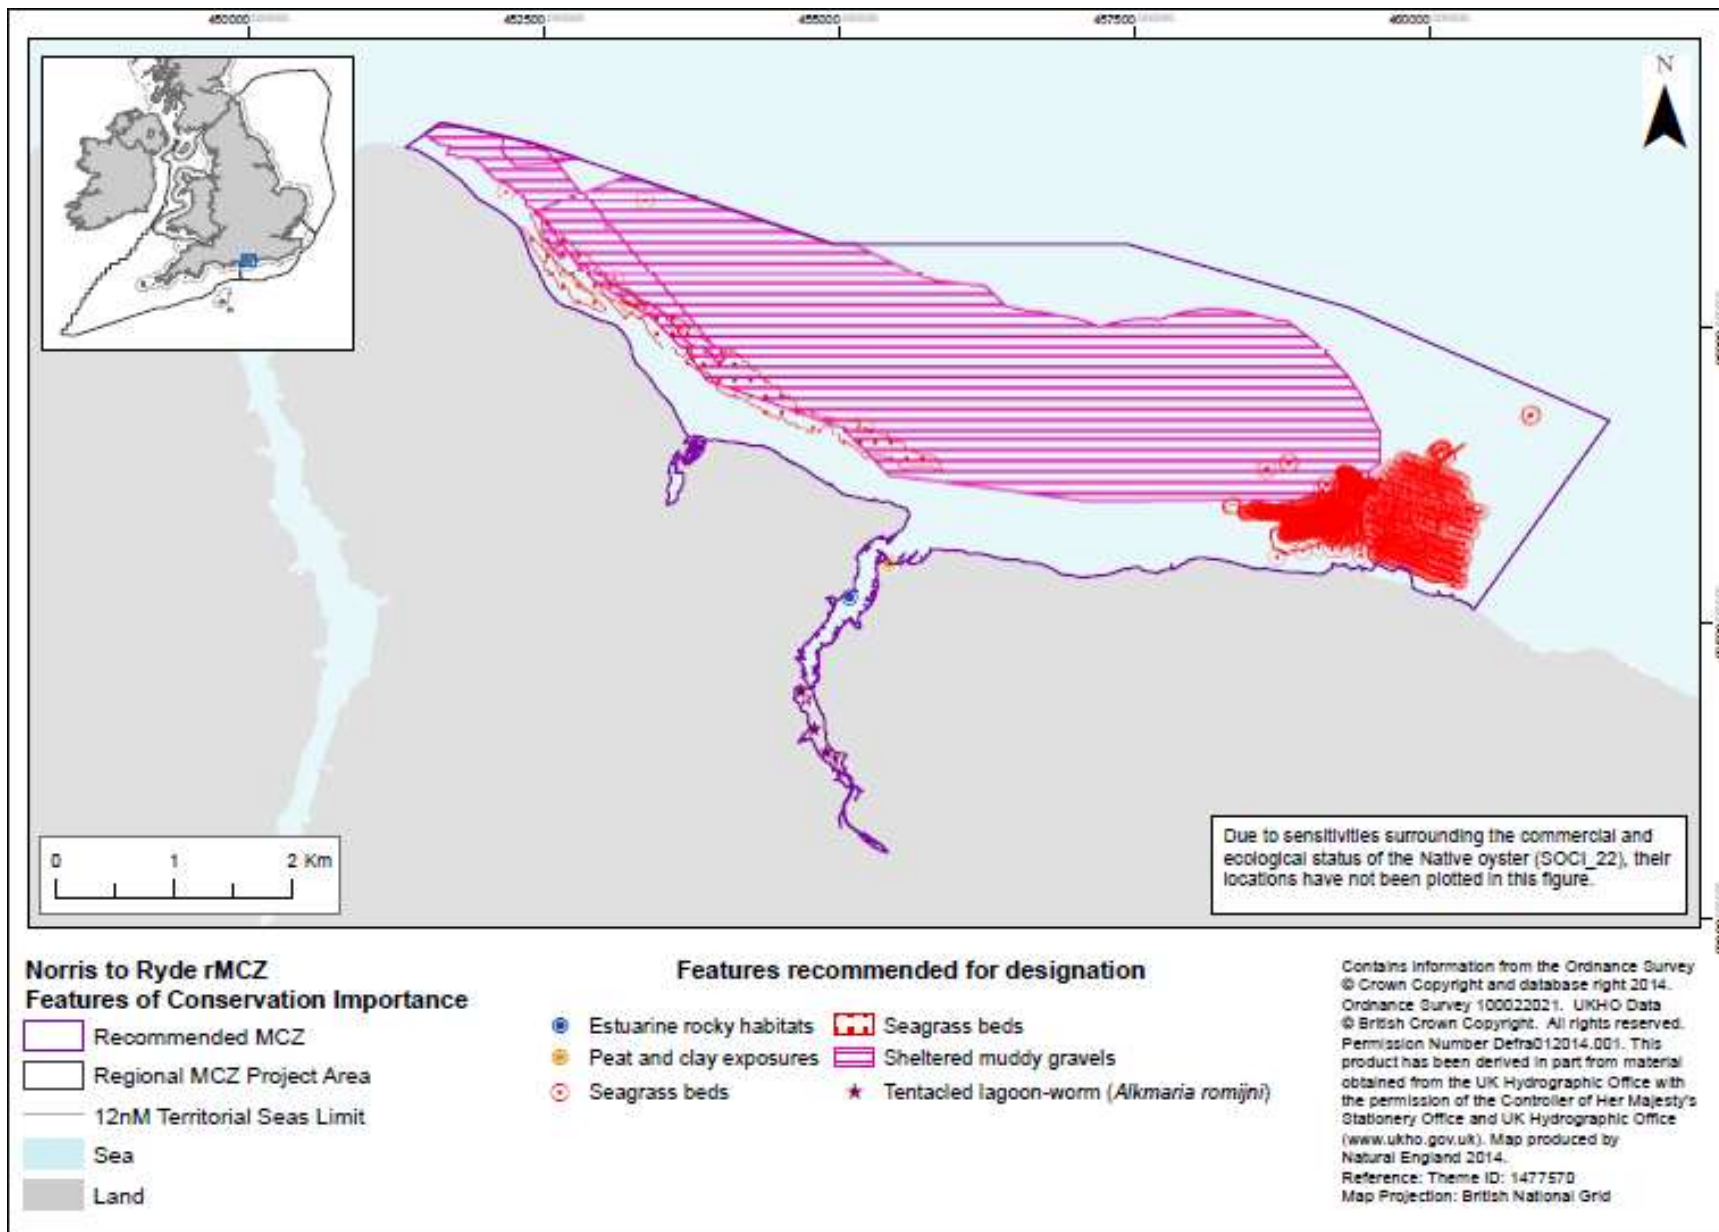 N
0 1 2 Km
Due to sensitivities surrounding the commercial and
ecological status of the Native oyster (SOCI_22), their
locations have not been plotted in this figure.
Norris to Ryde rMCZ
Features of Conservation Importance
Recommended MCZ
Regional MCZ Project Area
12nM Territorial Seas Limit
Sea
Land
Features recommended for designation
Estuarine rocky habitats
Peat and clay exposures
Seagrass beds
Seagrass beds
Sheltered muddy gravels
Tentacled lagoon-worm (Alkmaria romijni)
Contains information from the Ordnance Survey
© Crown Copyright and database right 2014.
Ordnance Survey 100022021. UKHO Data
© British Crown Copyright. All rights reserved.
Permission Number Defra012014.001. This
product has been derived in part from material
obtained from the UK Hydrographic Office with
the permission of the Controller of Her Majesty's
Stationery Office and UK Hydrographic Office
(www.ukho.gov.uk). Map produced by
Natural England 2014.
Reference: Theme ID: 1477570
Map Projection: British National Grid